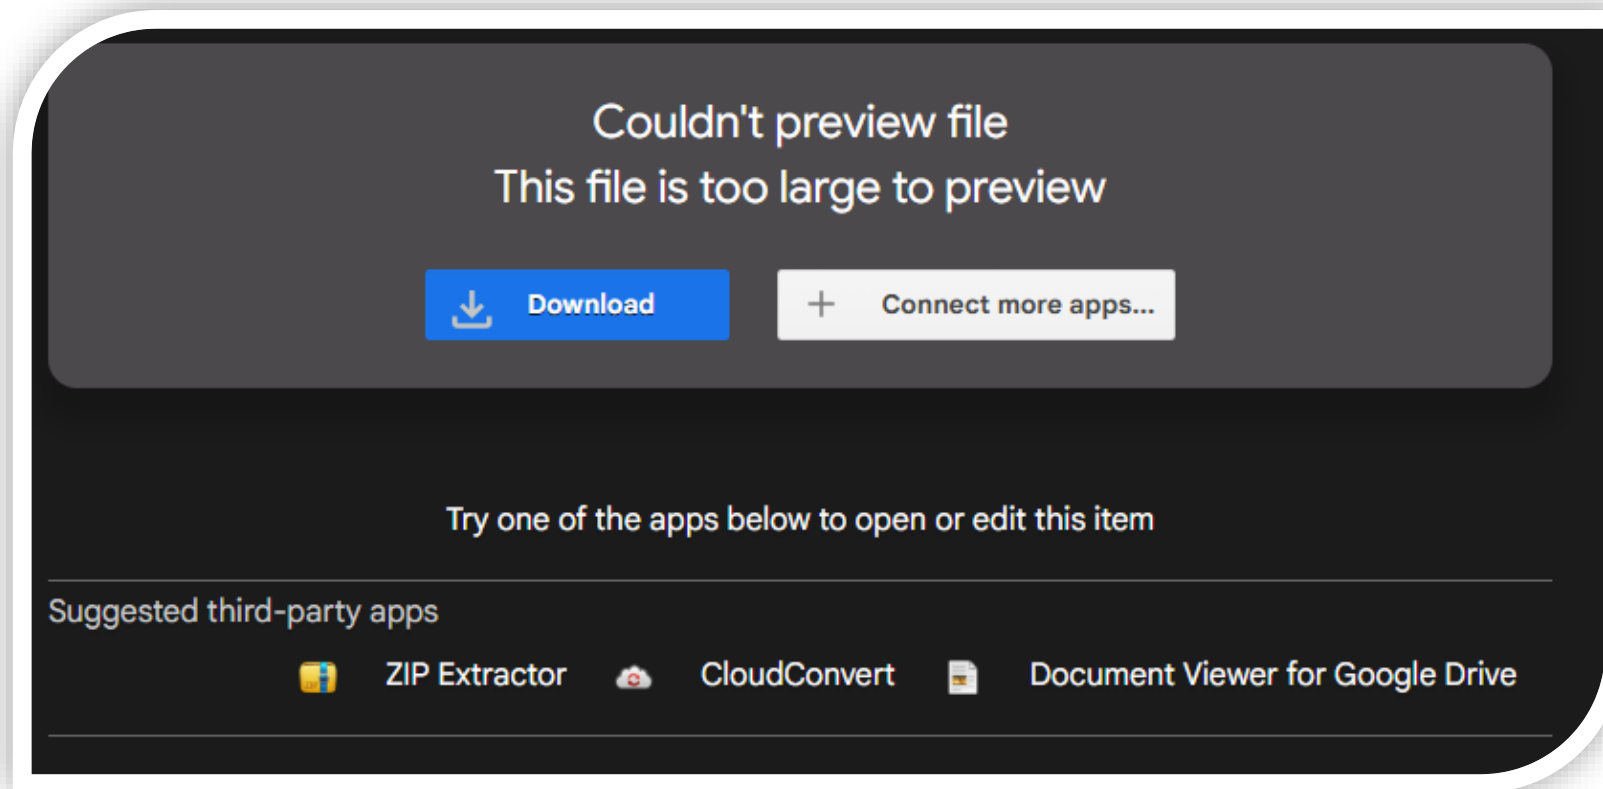 Couldn't preview file
This file is too large to preview
Download
Connect more apps...
Try one of the apps below to open or edit this item
Suggested third-party apps
ZIP Extractor CloudConvert Document Viewer for Google Drive